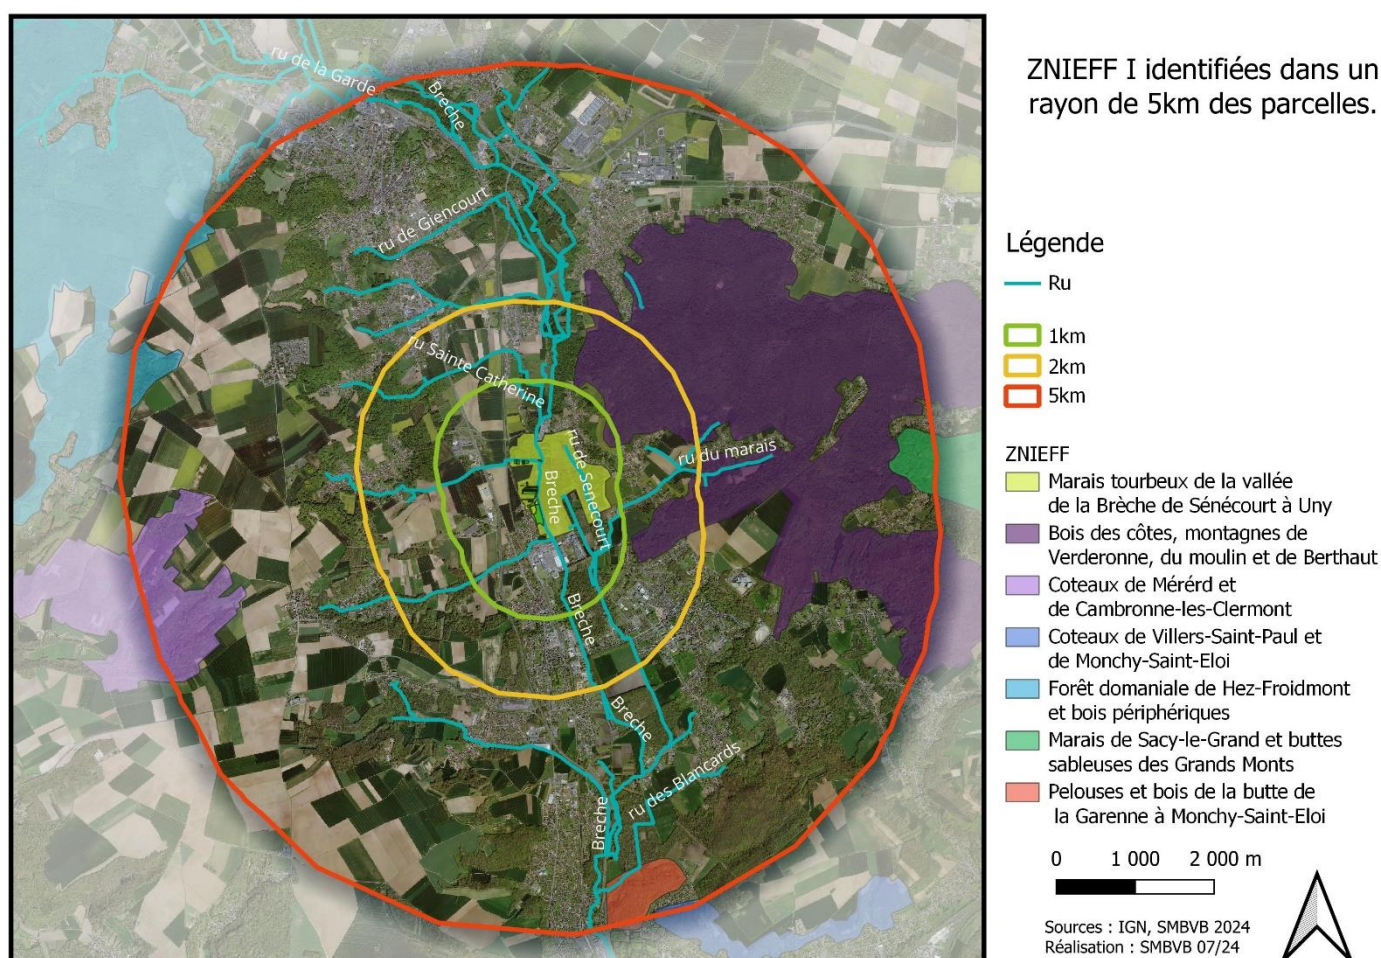 ZNIEFF I identifiées dans un
rayon de 5km des parcelles.
ru de la Garde
Breche
ru de Giencourt
ru Sainte Catherine
ru du marais
ru de Senecourt
Breche
Breche
Breche
ru des Blancards
Breche
Légende
Ru
1km
2km
5km
ZNIEFF
Marais tourbeux de la vallée
de la Brèche de Sénécourt à Uny
Bois des côtes, montagnes de
Verderonne, du moulin et de Berthaut
Coteaux de Mérérd et
de Cambronne-les-Clermont
Coteaux de Villers-Saint-Paul et
de Monchy-Saint-Eloi
Forêt domaniale de Hez-Froidmont
et bois périphériques
Marais de Sacy-le-Grand et buttes
sableuses des Grands Monts
Pelouses et bois de la butte de
la Garenne à Monchy-Saint-Eloi
0 1 000 2 000 m
Sources : IGN, SMBVB 2024
Réalisation : SMBVB 07/24